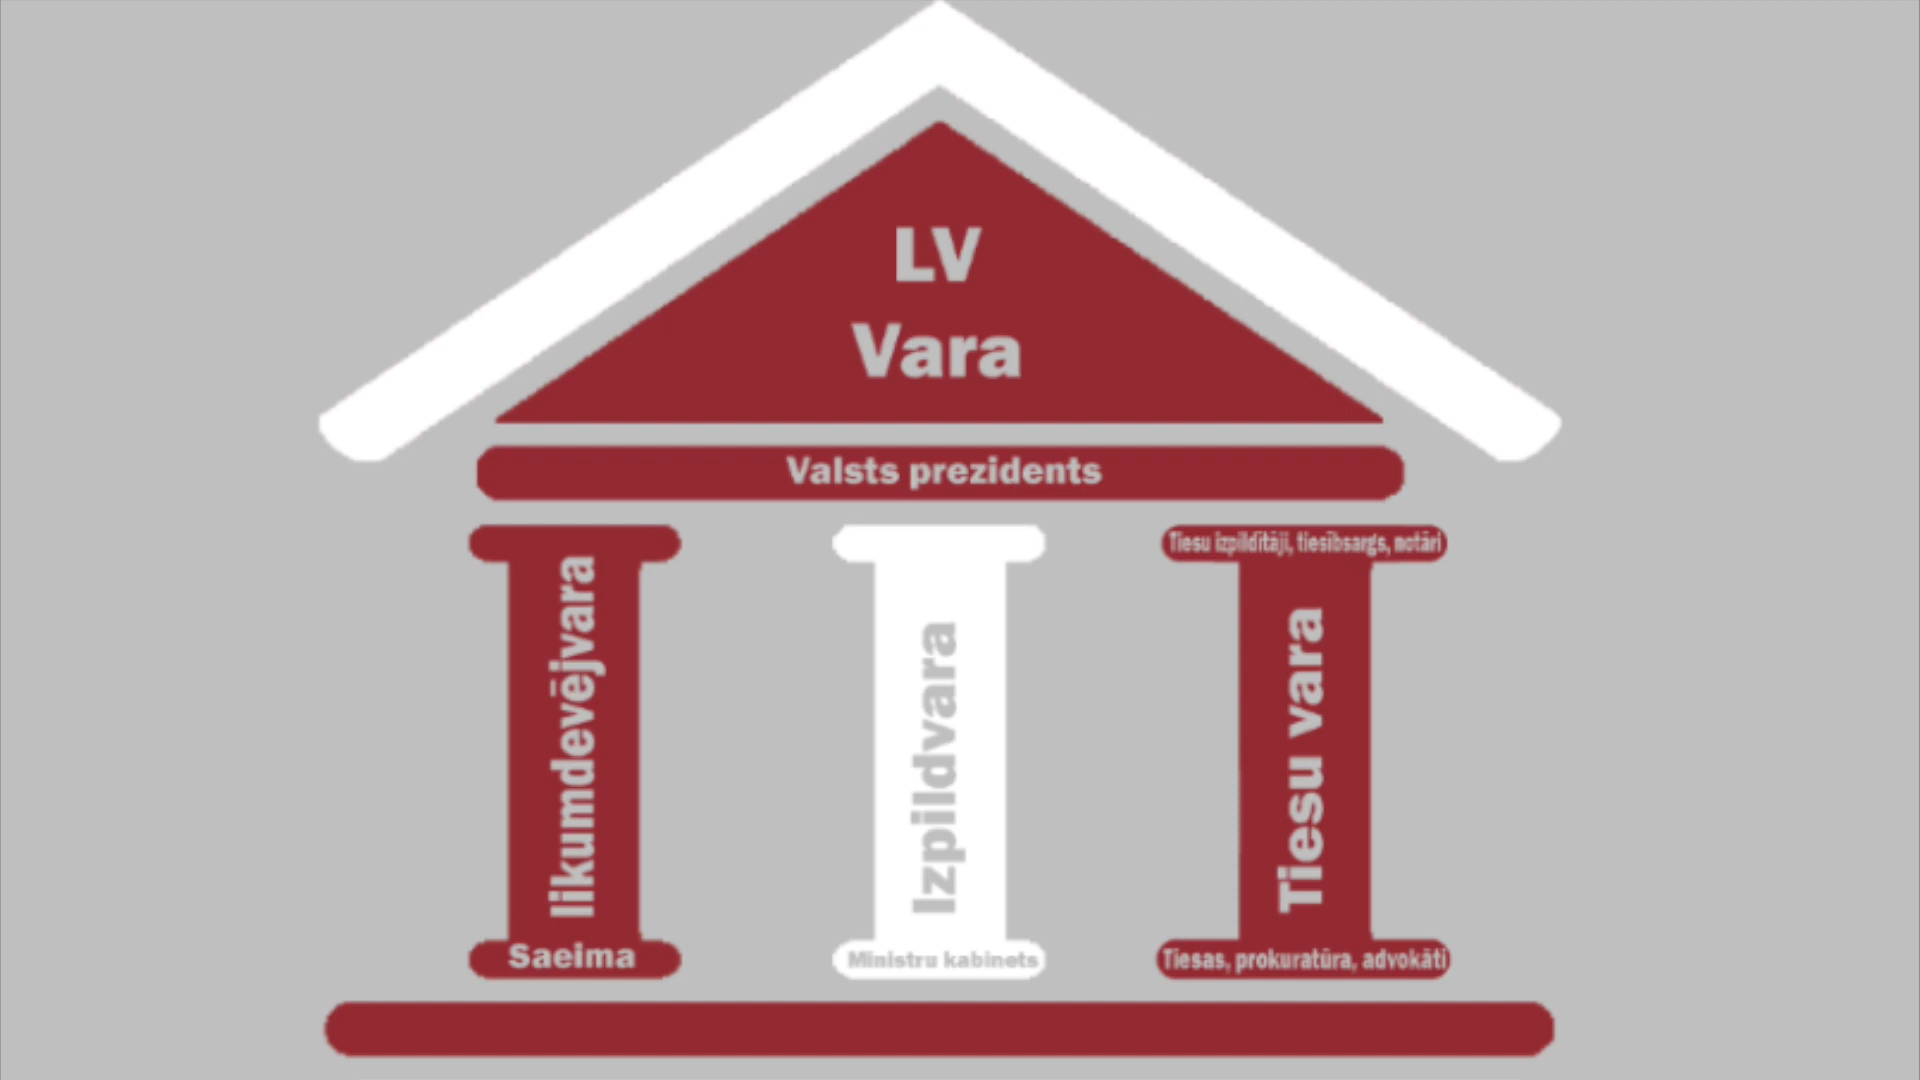 LV
Vara
Valsts prezidents
likumdevējvara
Saeima
Izpildvara
Ministru kabinets
Tiesu izpildītāji, tiesībsargs, notāri
Tiesu vara
Tiesas, prokuratūra, advokāti